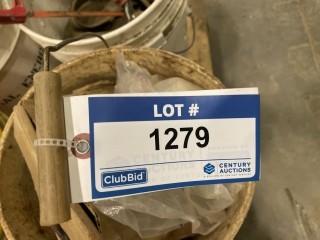 LOT #
1279
ClubBid
CENTURY
AUCTIONS